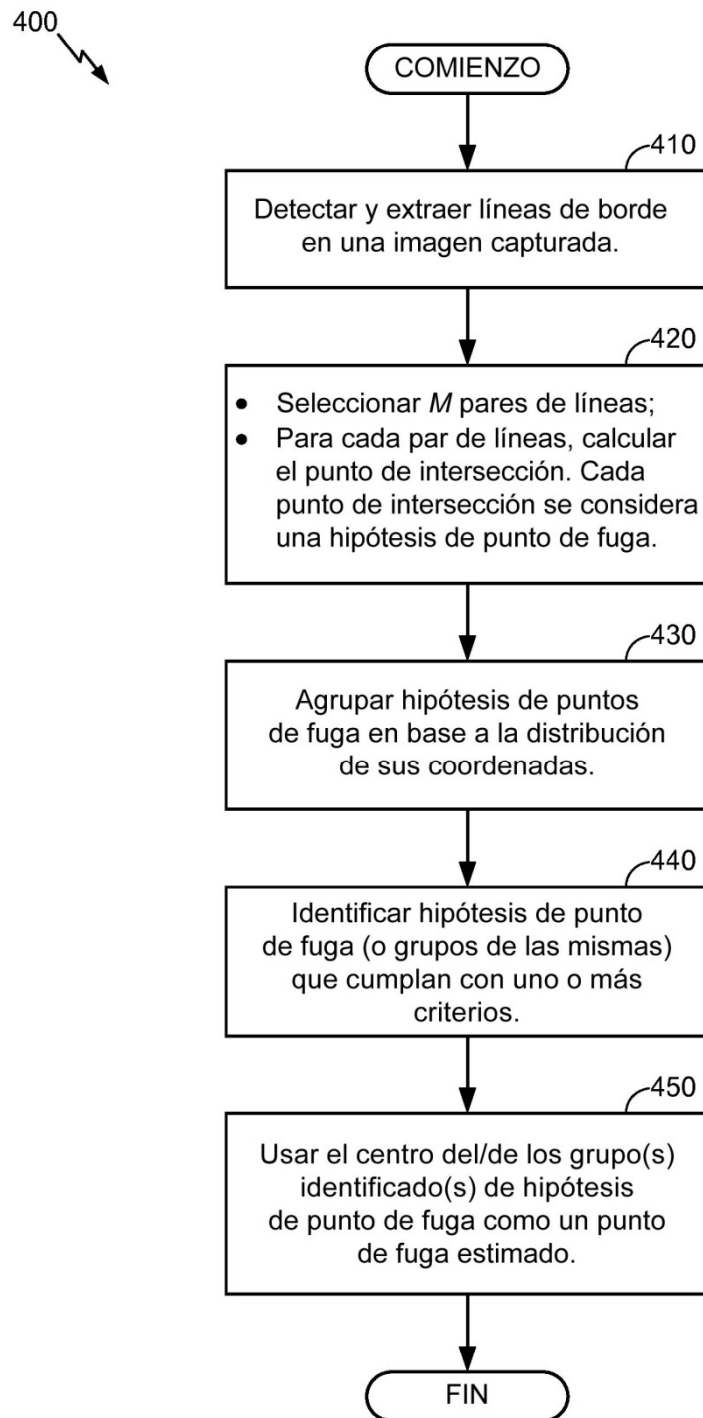 400
COMIENZO
410
Detectar y extraer líneas de borde
en una imagen capturada.
420
• Seleccionar M pares de líneas;
• Para cada par de líneas, calcular
el punto de intersección. Cada
punto de intersección se considera
una hipótesis de punto de fuga.
430
Agrupar hipótesis de puntos
de fuga en base a la distribución
de sus coordenadas.
440
Identificar hipótesis de punto
de fuga (o grupos de las mismas)
que cumplan con uno o más
criterios.
450
Usar el centro del/de los grupo(s)
identificado(s) de hipótesis
de punto de fuga como un punto
de fuga estimado.
FIN